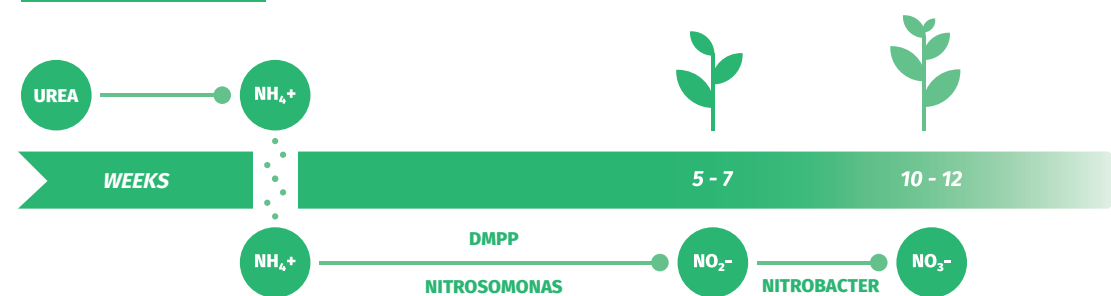 UREA
NH₄+
WEEKS
5 - 7
10 - 12
DMPP
NH₄+
NO₂-
NO₃-
NITROSOMONAS
NITROBACTER